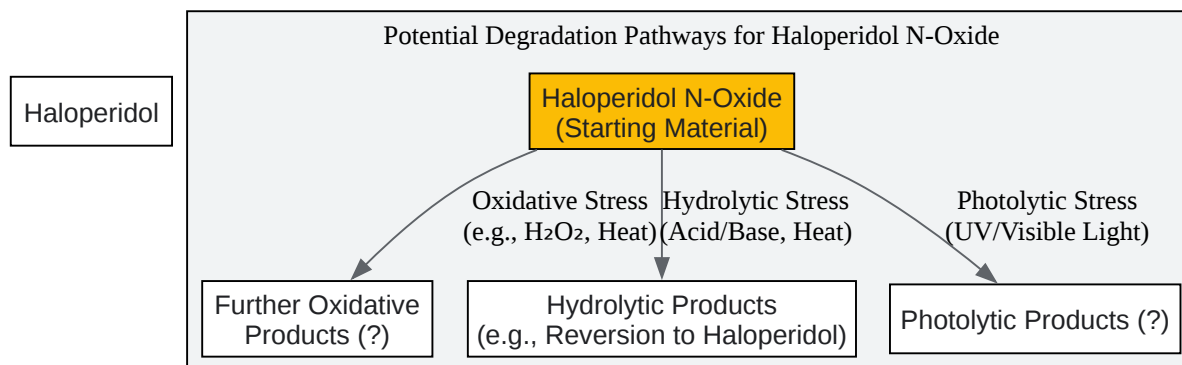 Potential Degradation Pathways for Haloperidol N-Oxide
Haloperidol
Haloperidol N-Oxide
(Starting Material)
Oxidative Stress
(e.g., H₂O₂, Heat)
Hydrolytic Stress
(Acid/Base, Heat)
Photolytic Stress
(UV/Visible Light)
Further Oxidative
Products (?)
Hydrolytic Products
(e.g., Reversion to Haloperidol)
Photolytic Products (?)